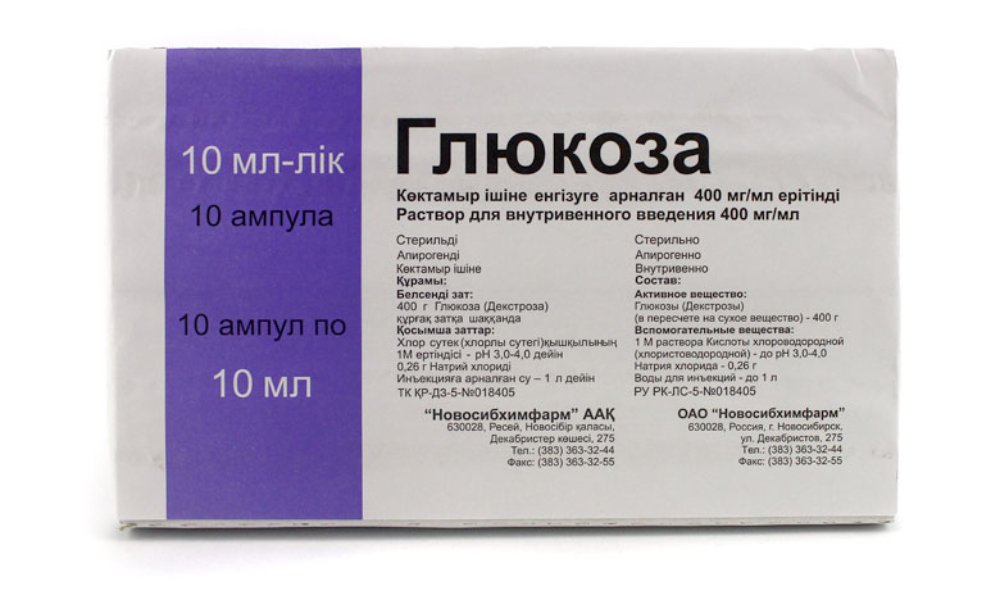 10 мл-лік
10 ампула
10 ампул по
10 мл
Глюкоза
Көктамыр ішіне енгізуге арналған 400 мг/мл ерітінді
Раствор для внутривенного введения 400 мг/мл
Стерильді
Апирогенді
Көктамыр ішіне
Құрамы:
Белсенді зат:
400 г Глюкоза (Декстроза)
құрғақ затқа шаққанда
Қосымша заттар:
Хлор сутек (хлорлы сутегі)қышқылының
1М ертіндісі - рН 3,0-4,0 дейін
0,26 г Натрий хлориді
Инъекцияға арналған су – 1 л дейін
ТК ҚР-ДЗ-5-№018405
“Новосибхимфарм” ААҚ
630028, Ресей, Новосібір қаласы,
Декабристер көшесі, 275
Тел.: (383) 363-32-44
Факс: (383) 363-32-55
Стерильно
Апирогенно
Внутривенно
Состав:
Активное вещество:
Глюкозы (Декстрозы)
(в пересчете на сухое вещество) - 400 г
Вспомогательные вещества:
1 М раствора Кислоты хлороводородной
(хлористоводородной) - до рН 3,0-4,0
Натрия хлорида - 0,26 г
Воды для инъекций - до 1 л
РУ РК-ЛС-5-№018405
ОАО “Новосибхимфарм”
630028, Россия, г. Новосибирск,
ул. Декабристов, 275
Тел.: (383) 363-32-44
Факс: (383) 363-32-55